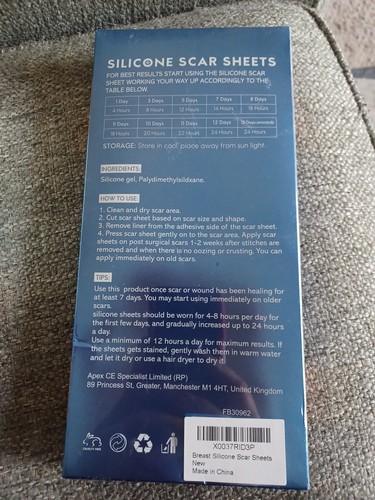 SILICONE SCAR SHEETS
FOR BEST RESULTS START USING THE SILICONE SCAR
SHEET WORKING YOUR WAY UP ACCORDINGLY TO THE
TABLE BELOW.
1 Day 3 Days 5 Days 7 Days 8 Days
4 Hours 8 Hours 12 Hours 16 Hours 18 Hours
9 Days 10 Days 11 Days 12 Days 13 Days onwards
18 Hours 20 Hours 22 Hours 24 Hours 24 Hours
STORAGE: Store in cool place away from sun light.
INGREDIENTS:
Silicone gel, Palydimethylsildxane.
HOW TO USE:
1. Clean and dry scar area.
2. Cut scar sheet based on scar size and shape.
3. Remove liner from the adhesive side of the scar sheet.
4. Press scar sheet gently on to the scar area. Apply scar
sheets on post surgical scars 1-2 weeks after stitches are
removed and when there is no oozing or crusting. You can
apply immediately on old scars.
TIPS:
Use this product once scar or wound has been healing for
at least 7 days. You may start using immediately on older
scars.
silicone sheets should be worn for 4-8 hours per day for
the first few days, and gradually increased up to 24 hours
a day.
Use a minimum of 12 hours a day for maximum results. If
the sheets get stained, gently wash them in warm water
and let it dry or use a hair dryer to dry it.
Apex CE Specialist Limited (RP)
89 Princess St, Greater, Manchester M1 4HT, United Kingdom
FB30962
CRUELTY FREE
X0037RID3P
Breast Silicone Scar Sheets
New
Made in China